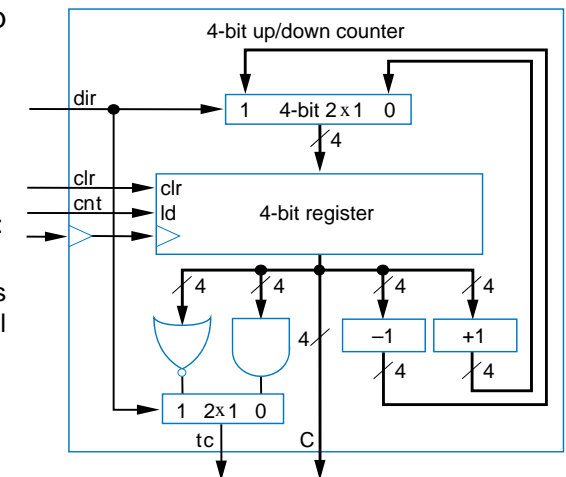 o
4-bit up/down counter
dir
1 4-bit 2x1 0
4
clr
clr
cnt
ld
4-bit register
t
s
l
4 4 4 4
4
–1 +1
4 4
1 2x1 0
tc C